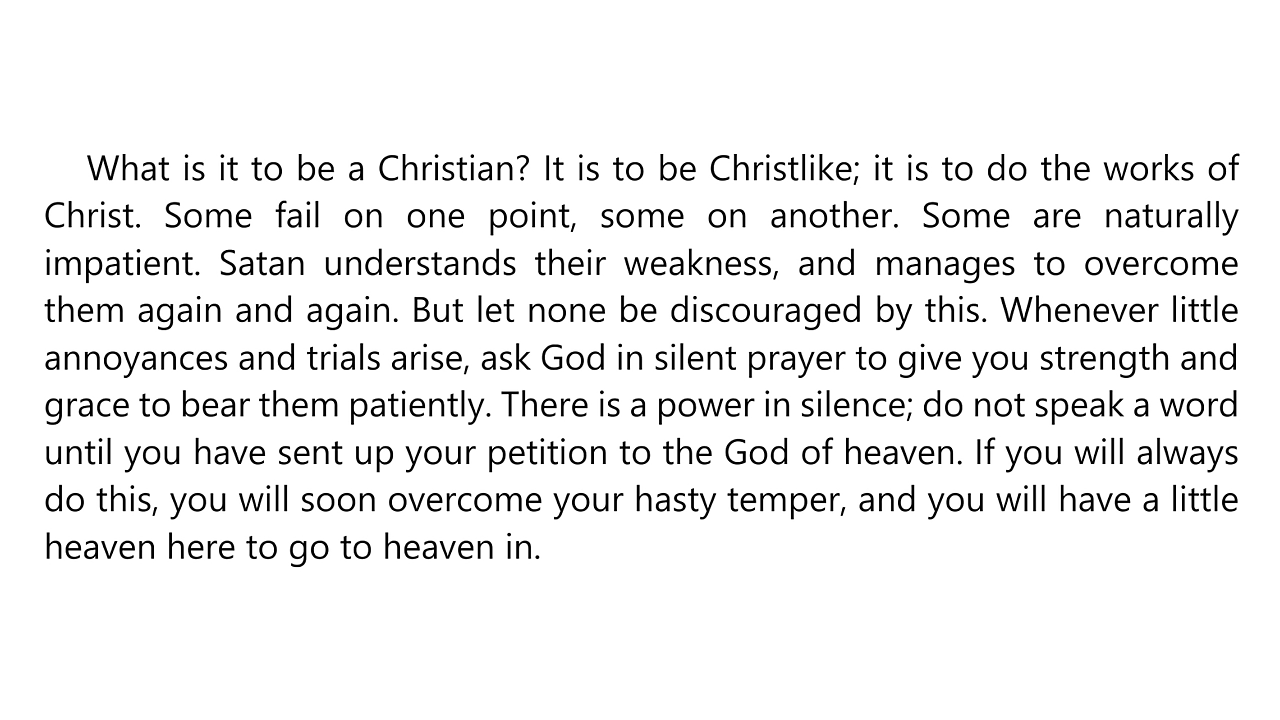 What is it to be a Christian? It is to be Christlike; it is to do the works of
Christ. Some fail on one point, some on another. Some are naturally
impatient. Satan understands their weakness, and manages to overcome
them again and again. But let none be discouraged by this. Whenever little
annoyances and trials arise, ask God in silent prayer to give you strength and
grace to bear them patiently. There is a power in silence; do not speak a word
until you have sent up your petition to the God of heaven. If you will always
do this, you will soon overcome your hasty temper, and you will have a little
heaven here to go to heaven in.